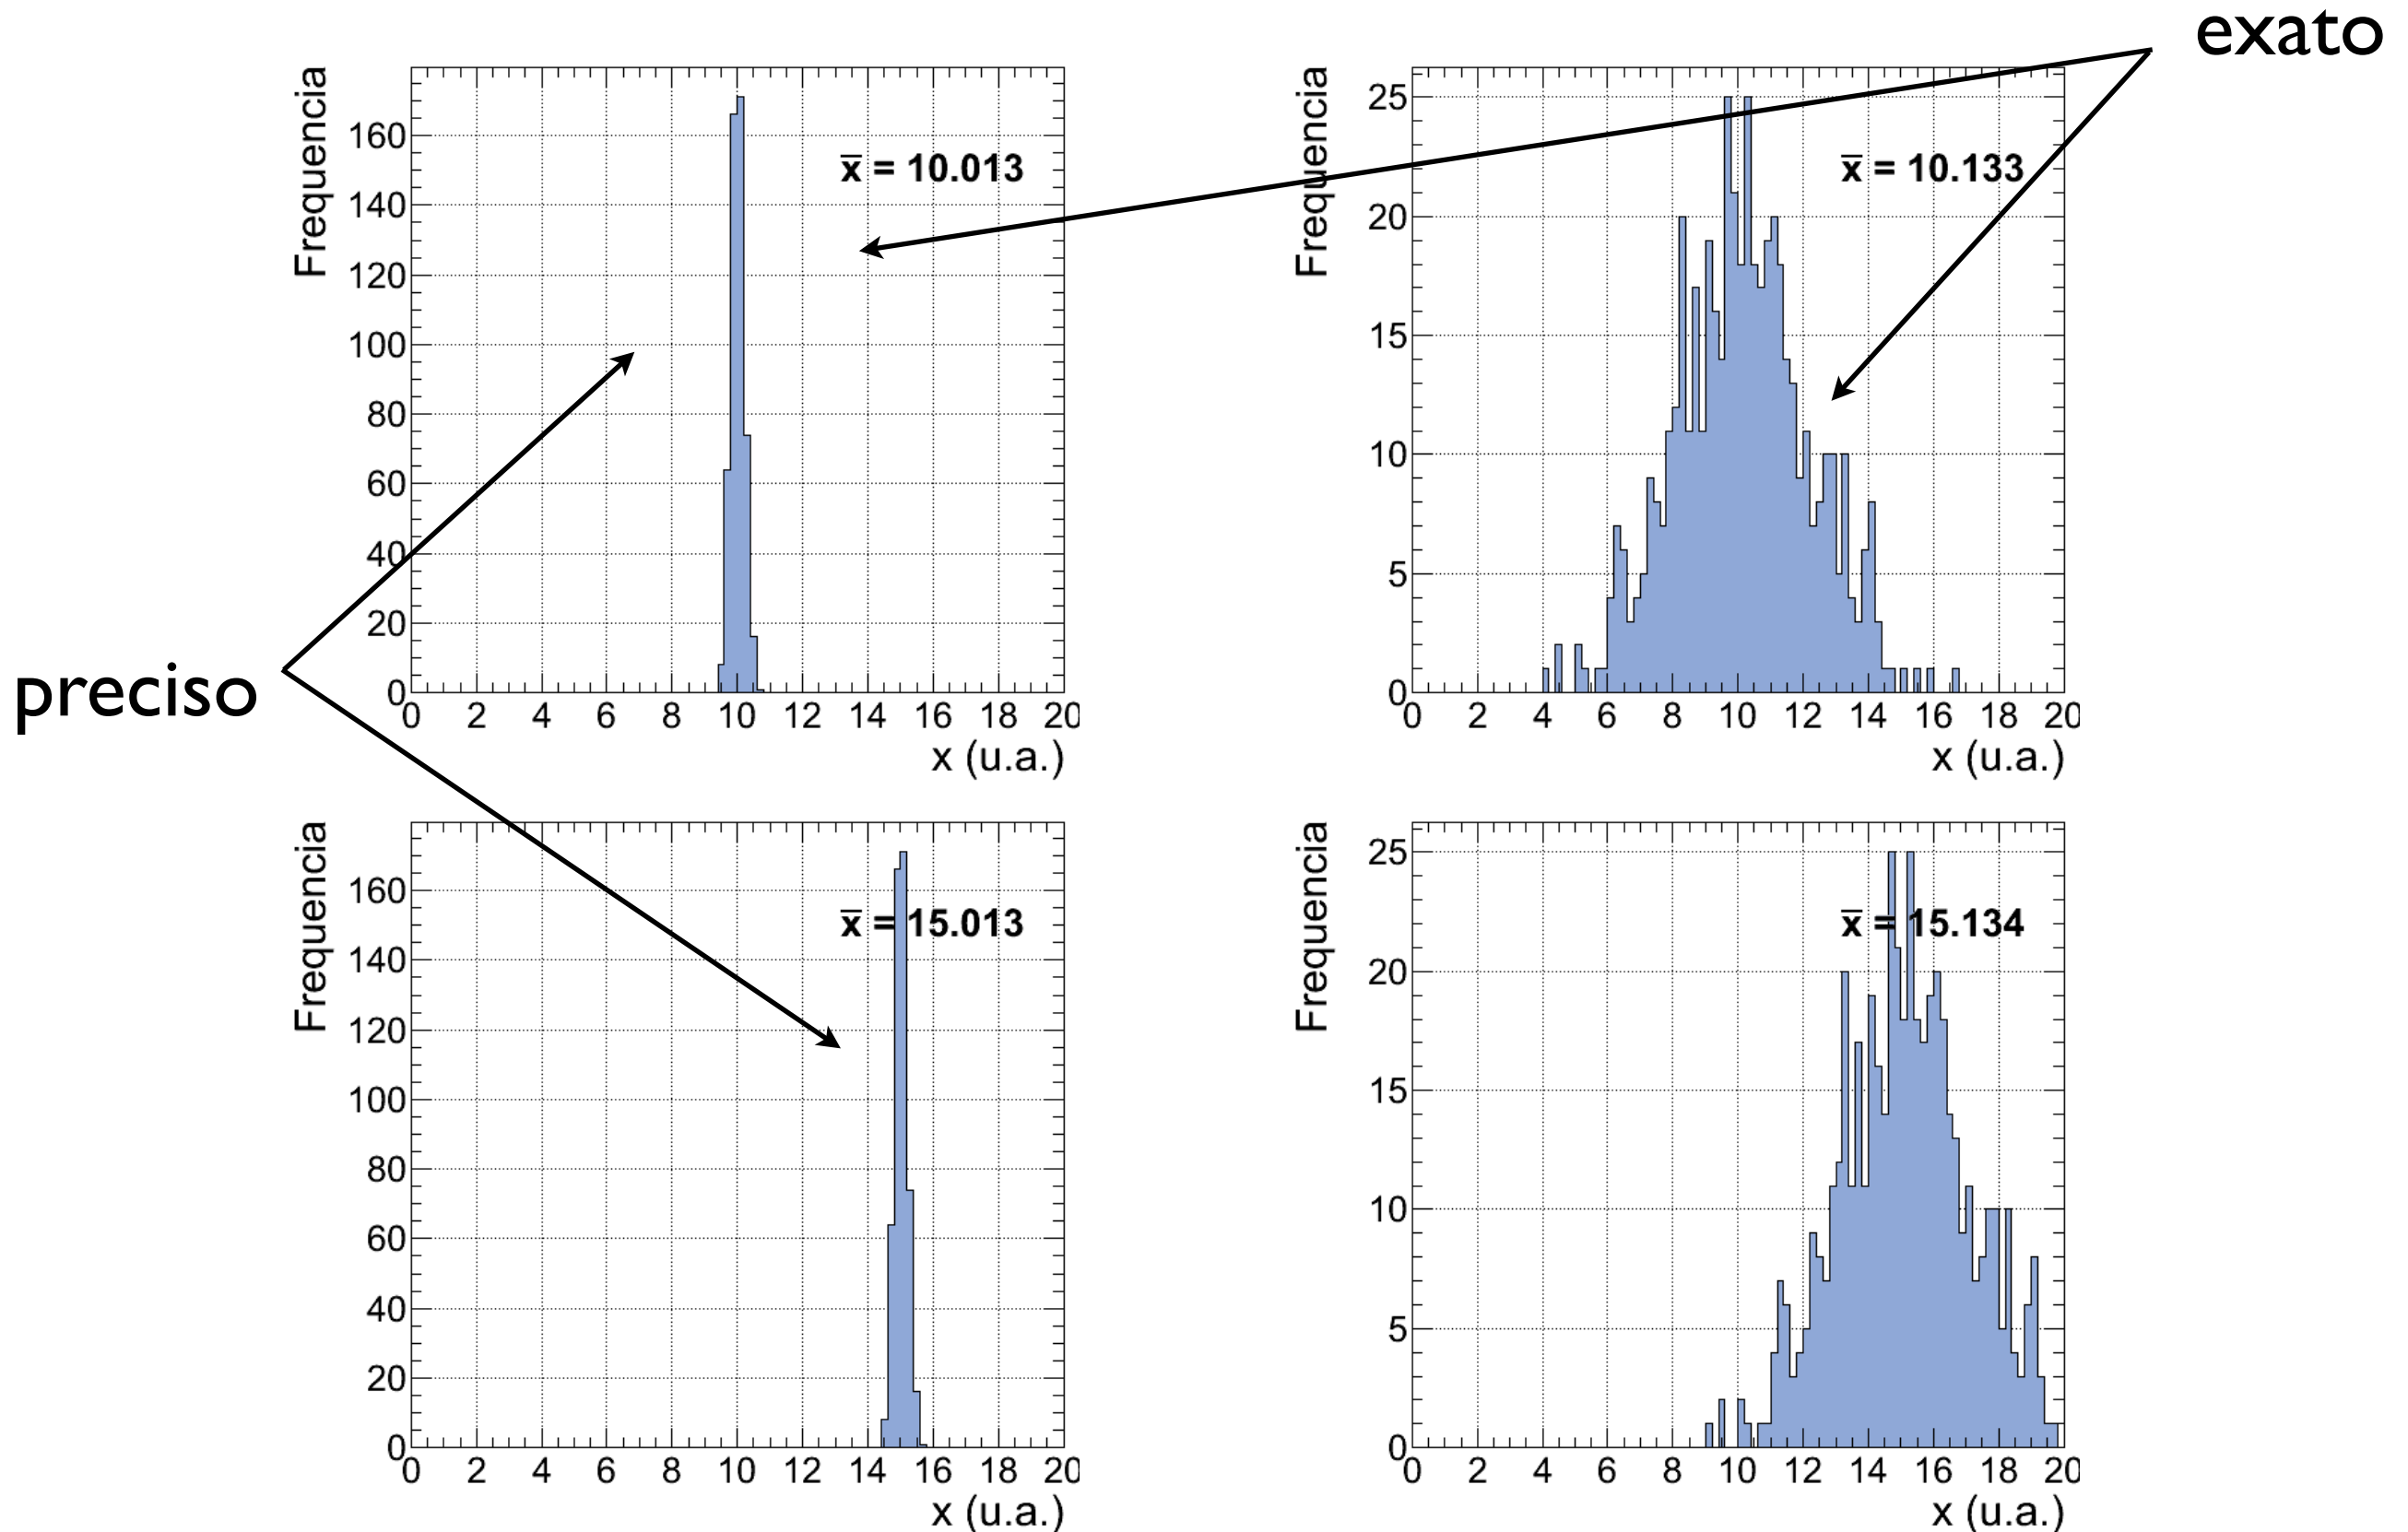 exato
Frequencia
160
140
120
100
80
60
40
20
0
x̅ = 10.013
0 2 4 6 8 10 12 14 16 18 20
x (u.a.)
Frequencia
25
20
15
10
5
0
x̅ = 10.133
0 2 4 6 8 10 12 14 16 18 20
x (u.a.)
preciso
Frequencia
160
140
120
100
80
60
40
20
0
x̅ = 15.013
0 2 4 6 8 10 12 14 16 18 20
x (u.a.)
Frequencia
25
20
15
10
5
0
x̅ = 15.134
0 2 4 6 8 10 12 14 16 18 20
x (u.a.)